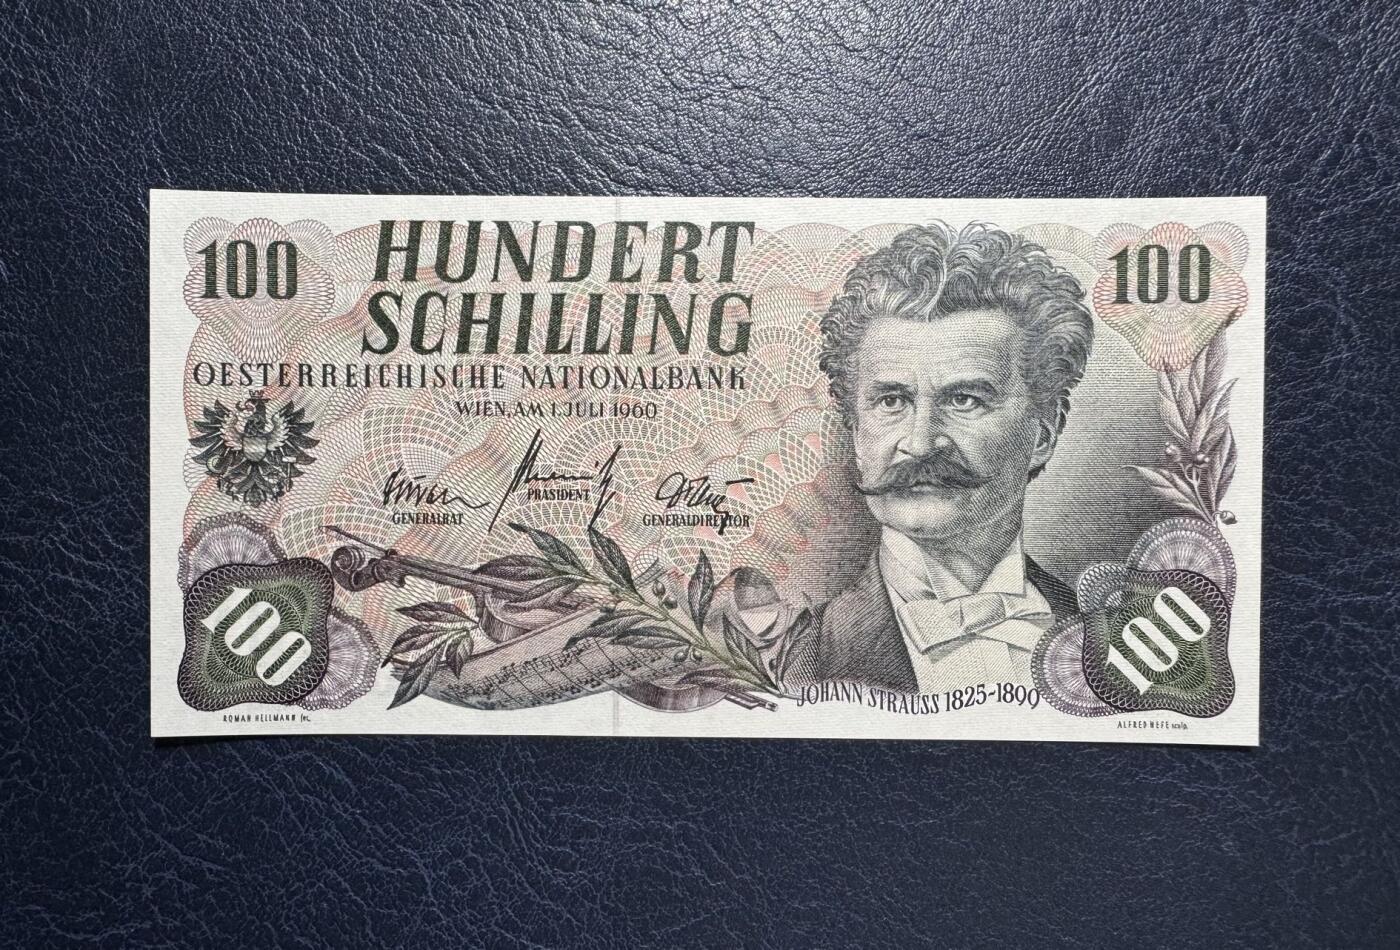 100
HUNDERT
SCHILLING
100
OESTERREICHISCHE NATIONALBANK
WIEN, AM 1. JULI 1960
GENERALRAT
PRÄSIDENT
GENERALDIREKTOR
100
100
JOHANN STRAUSS 1825-1899
ROMAN HELLMANN fec.
ALFRED NEFE sculp.